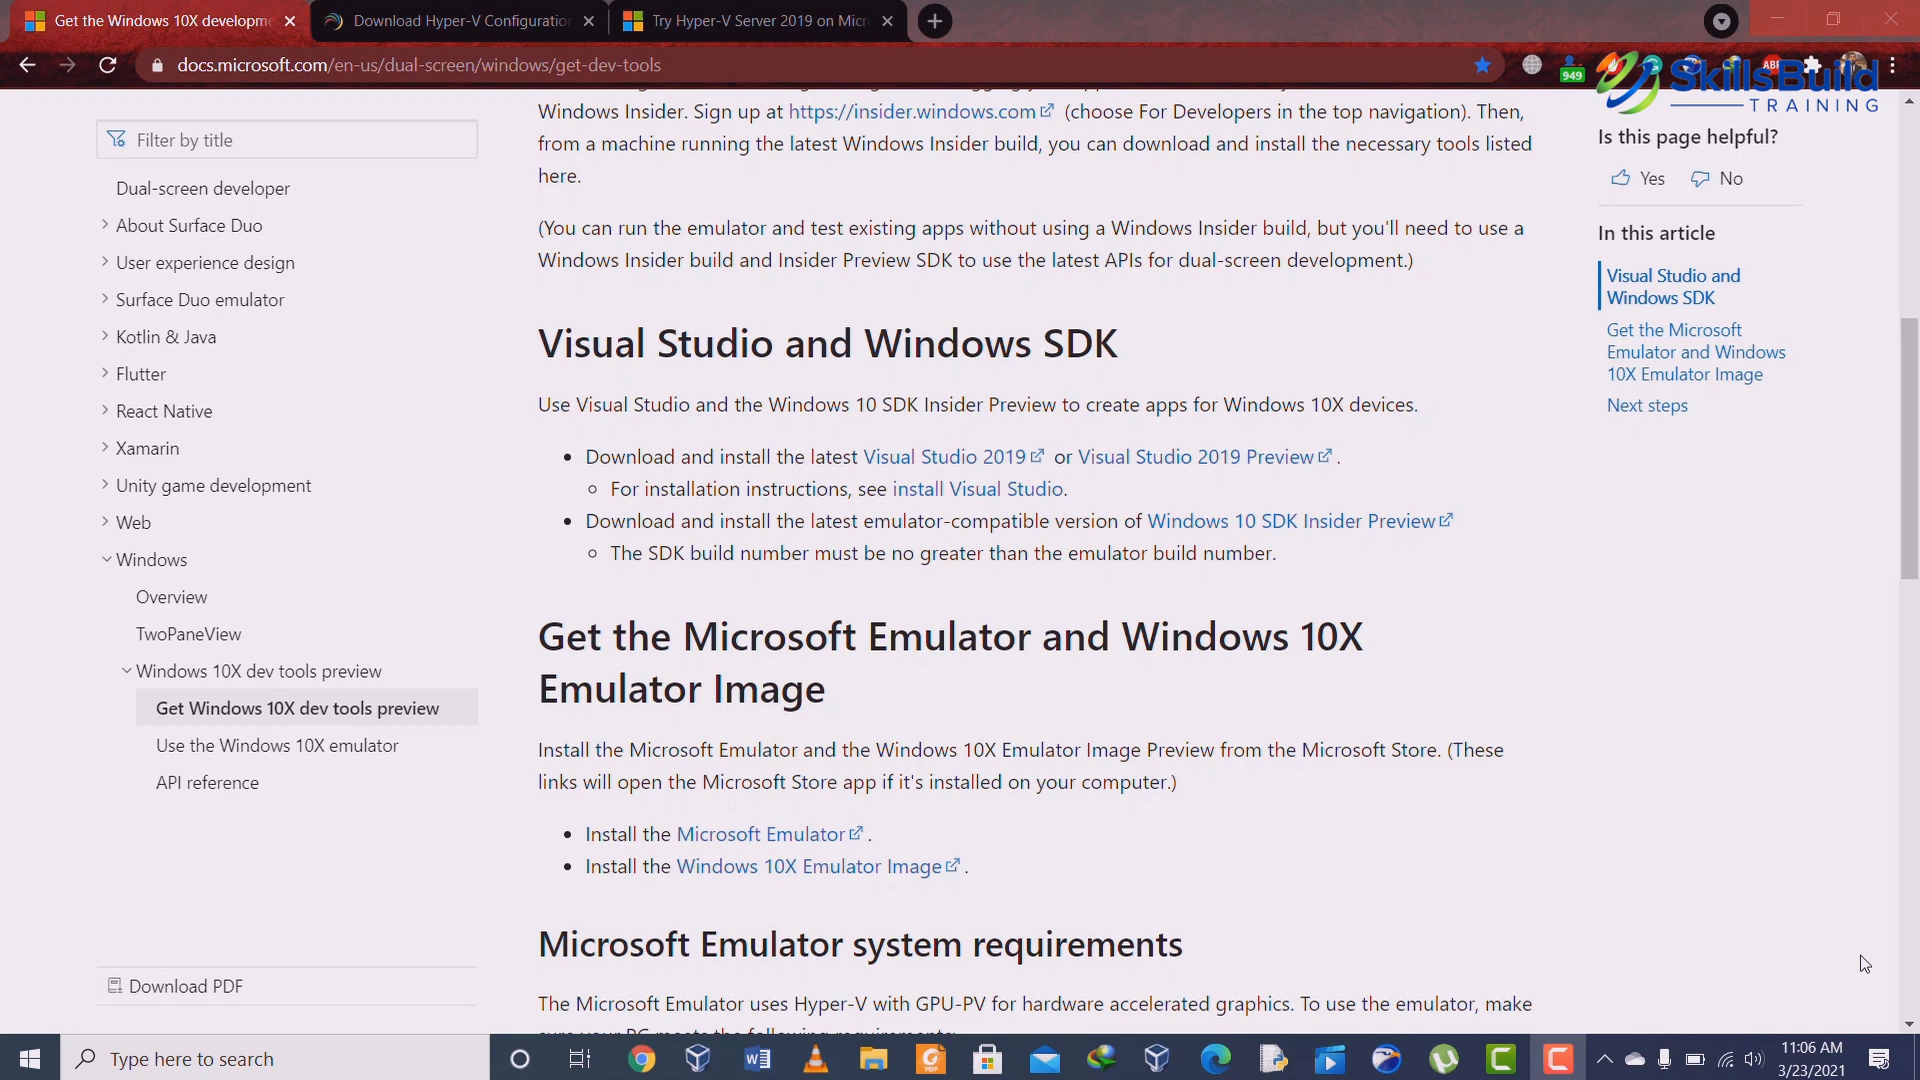 Get the Windows 10X developm
Download Hyper-V Configuration
Try Hyper-V Server 2019 on Micr
docs.microsoft.com/en-us/dual-screen/windows/get-dev-tools
949
SkillsBuild
TRAINING
Filter by title
Dual-screen developer
About Surface Duo
User experience design
Surface Duo emulator
Kotlin & Java
Flutter
React Native
Xamarin
Unity game development
Web
Windows
Overview
TwoPaneView
Windows 10X dev tools preview
Get Windows 10X dev tools preview
Use the Windows 10X emulator
API reference
Download PDF
Windows Insider. Sign up at https://insider.windows.com (choose For Developers in the top navigation). Then,
from a machine running the latest Windows Insider build, you can download and install the necessary tools listed
here.
(You can run the emulator and test existing apps without using a Windows Insider build, but you'll need to use a
Windows Insider build and Insider Preview SDK to use the latest APIs for dual-screen development.)
Visual Studio and Windows SDK
Use Visual Studio and the Windows 10 SDK Insider Preview to create apps for Windows 10X devices.
Download and install the latest Visual Studio 2019 or Visual Studio 2019 Preview .
For installation instructions, see install Visual Studio.
Download and install the latest emulator-compatible version of Windows 10 SDK Insider Preview
The SDK build number must be no greater than the emulator build number.
Get the Microsoft Emulator and Windows 10X
Emulator Image
Install the Microsoft Emulator and the Windows 10X Emulator Image Preview from the Microsoft Store. (These
links will open the Microsoft Store app if it's installed on your computer.)
Install the Microsoft Emulator .
Install the Windows 10X Emulator Image .
Microsoft Emulator system requirements
The Microsoft Emulator uses Hyper-V with GPU-PV for hardware accelerated graphics. To use the emulator, make
Is this page helpful?
Yes
No
In this article
Visual Studio and
Windows SDK
Get the Microsoft
Emulator and Windows
10X Emulator Image
Next steps
Type here to search
11:06 AM
3/23/2021